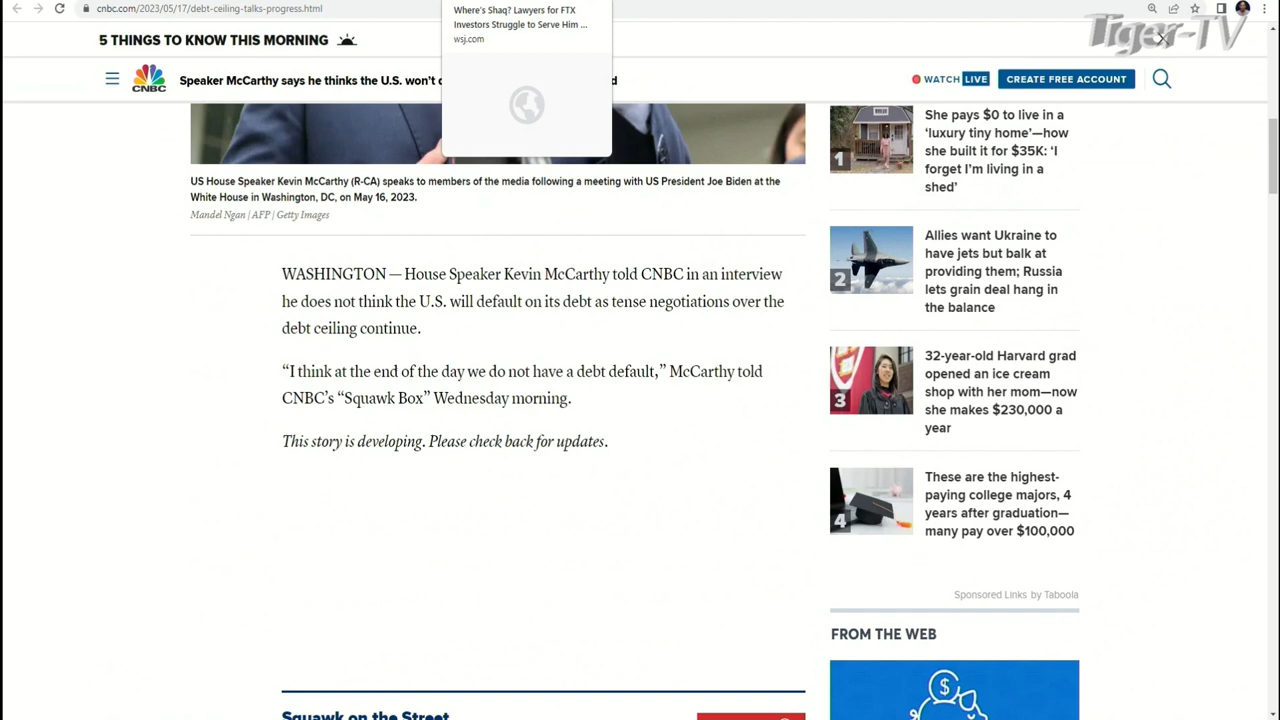 cnbc.com/2023/05/17/debt-ceiling-talks-progress.html
Where's Shaq? Lawyers for FTX
Investors Struggle to Serve Him ...
wsj.com
Tiger-TV
5 THINGS TO KNOW THIS MORNING
CNBC
Speaker McCarthy says he thinks the U.S. won't d
d
WATCH LIVE
CREATE FREE ACCOUNT
US House Speaker Kevin McCarthy (R-CA) speaks to members of the media following a meeting with US President Joe Biden at the
White House in Washington, DC, on May 16, 2023.
Mandel Ngan | AFP | Getty Images
WASHINGTON — House Speaker Kevin McCarthy told CNBC in an interview
he does not think the U.S. will default on its debt as tense negotiations over the
debt ceiling continue.
“I think at the end of the day we do not have a debt default,” McCarthy told
CNBC’s “Squawk Box” Wednesday morning.
This story is developing. Please check back for updates.
Squawk on the Street
1
She pays $0 to live in a
‘luxury tiny home’—how
she built it for $35K: ‘I
forget I’m living in a
shed’
2
Allies want Ukraine to
have jets but balk at
providing them; Russia
lets grain deal hang in
the balance
3
32-year-old Harvard grad
opened an ice cream
shop with her mom—now
she makes $230,000 a
year
4
These are the highest-
paying college majors, 4
years after graduation—
many pay over $100,000
Sponsored Links by Taboola
FROM THE WEB
$